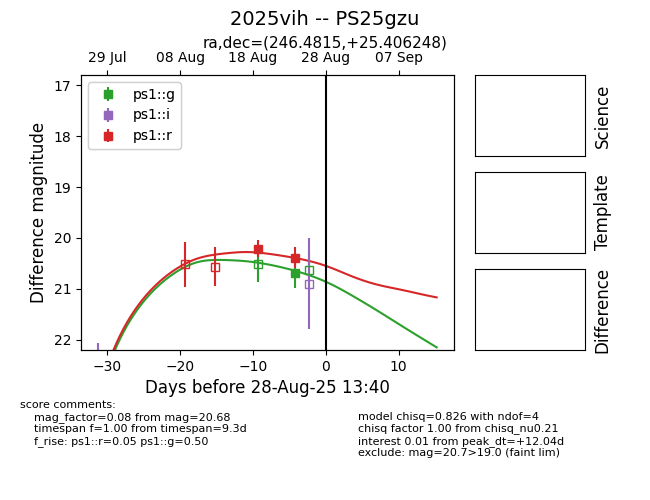 2025vih -- PS25gzu
ra,dec=(246.4815,+25.406248)
29 Jul 08 Aug 18 Aug 28 Aug 07 Sep
ps1::g
ps1::i
ps1::r
17
18
19
20
21
22
Difference magnitude
−30 −20 −10 0 10
Days before 28-Aug-25 13:40
Science
Template
Difference
score comments:
mag_factor=0.08 from mag=20.68
timespan f=1.00 from timespan=9.3d
f_rise: ps1::r=0.05 ps1::g=0.50
model chisq=0.826 with ndof=4
chisq factor 1.00 from chisq_nu0.21
interest 0.01 from peak_dt=+12.04d
exclude: mag=20.7>19.0 (faint lim)